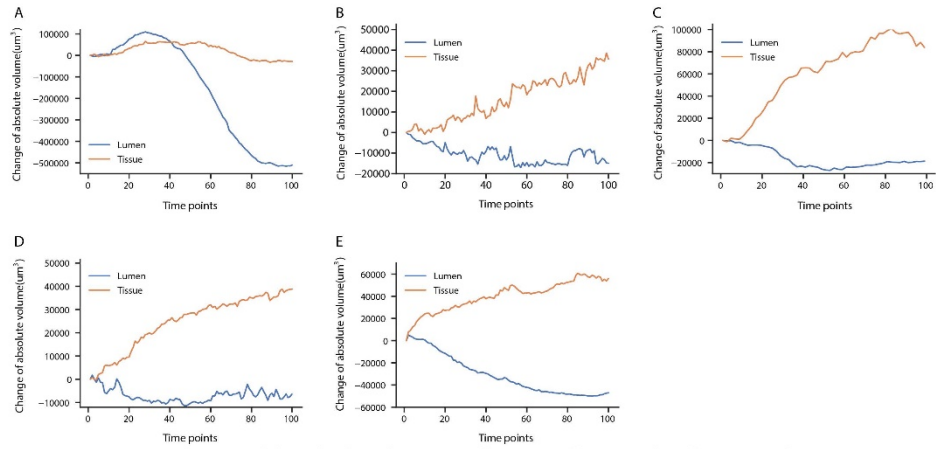 A
Change of absolute volume(um³)
100000
0
−100000
−200000
−300000
−400000
−500000
Lumen
Tissue
0 20 40 60 80 100
Time points
B
Change of absolute volume(um³)
50000
40000
30000
20000
10000
0
−10000
−20000
Lumen
Tissue
0 20 40 60 80 100
Time points
C
Change of absolute volume(um³)
100000
80000
60000
40000
20000
0
−20000
Lumen
Tissue
0 20 40 60 80 100
Time points
D
Change of absolute volume(um³)
50000
40000
30000
20000
10000
0
−10000
Lumen
Tissue
0 20 40 60 80 100
Time points
E
Change of absolute volume(um³)
60000
40000
20000
0
−20000
−40000
−60000
Lumen
Tissue
0 20 40 60 80 100
Time points